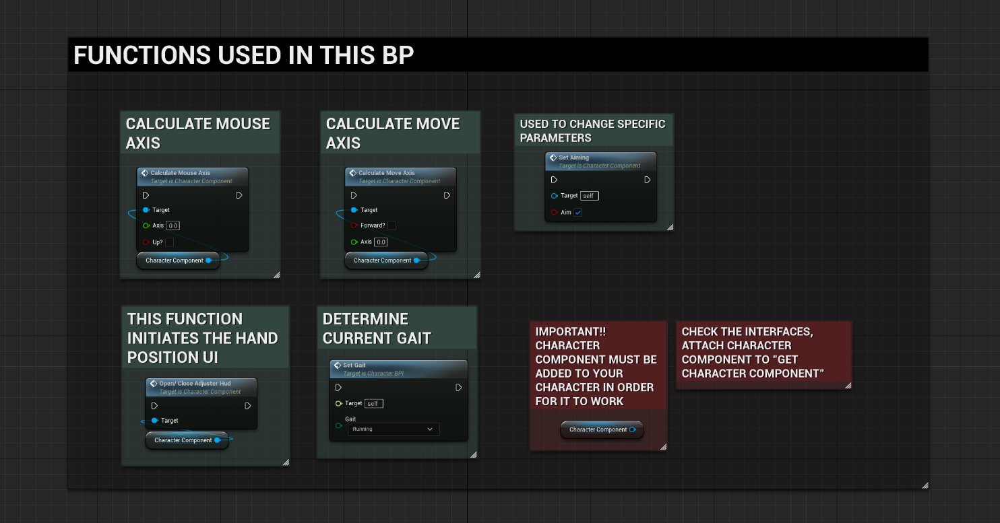 FUNCTIONS USED IN THIS BP
CALCULATE MOUSE
AXIS
Calculate Mouse Axis
Target is Character Component
Target
Axis 0.0
Up?
Character Component
CALCULATE MOVE
AXIS
Calculate Move Axis
Target is Character Component
Target
Forward?
Axis 0.0
Character Component
USED TO CHANGE SPECIFIC
PARAMETERS
Set Aiming
Target is Character Component
Target self
Aim
THIS FUNCTION
INITIATES THE HAND
POSITION UI
Open/ Close Adjuster Hud
Target is Character Component
Target
Character Component
DETERMINE
CURRENT GAIT
Set Gait
Target is Character BPI
Target self
Gait
Running
IMPORTANT!!
CHARACTER
COMPONENT MUST BE
ADDED TO YOUR
CHARACTER IN ORDER
FOR IT TO WORK
Character Component
CHECK THE INTERFACES,
ATTACH CHARACTER
COMPONENT TO "GET
CHARACTER COMPONENT"